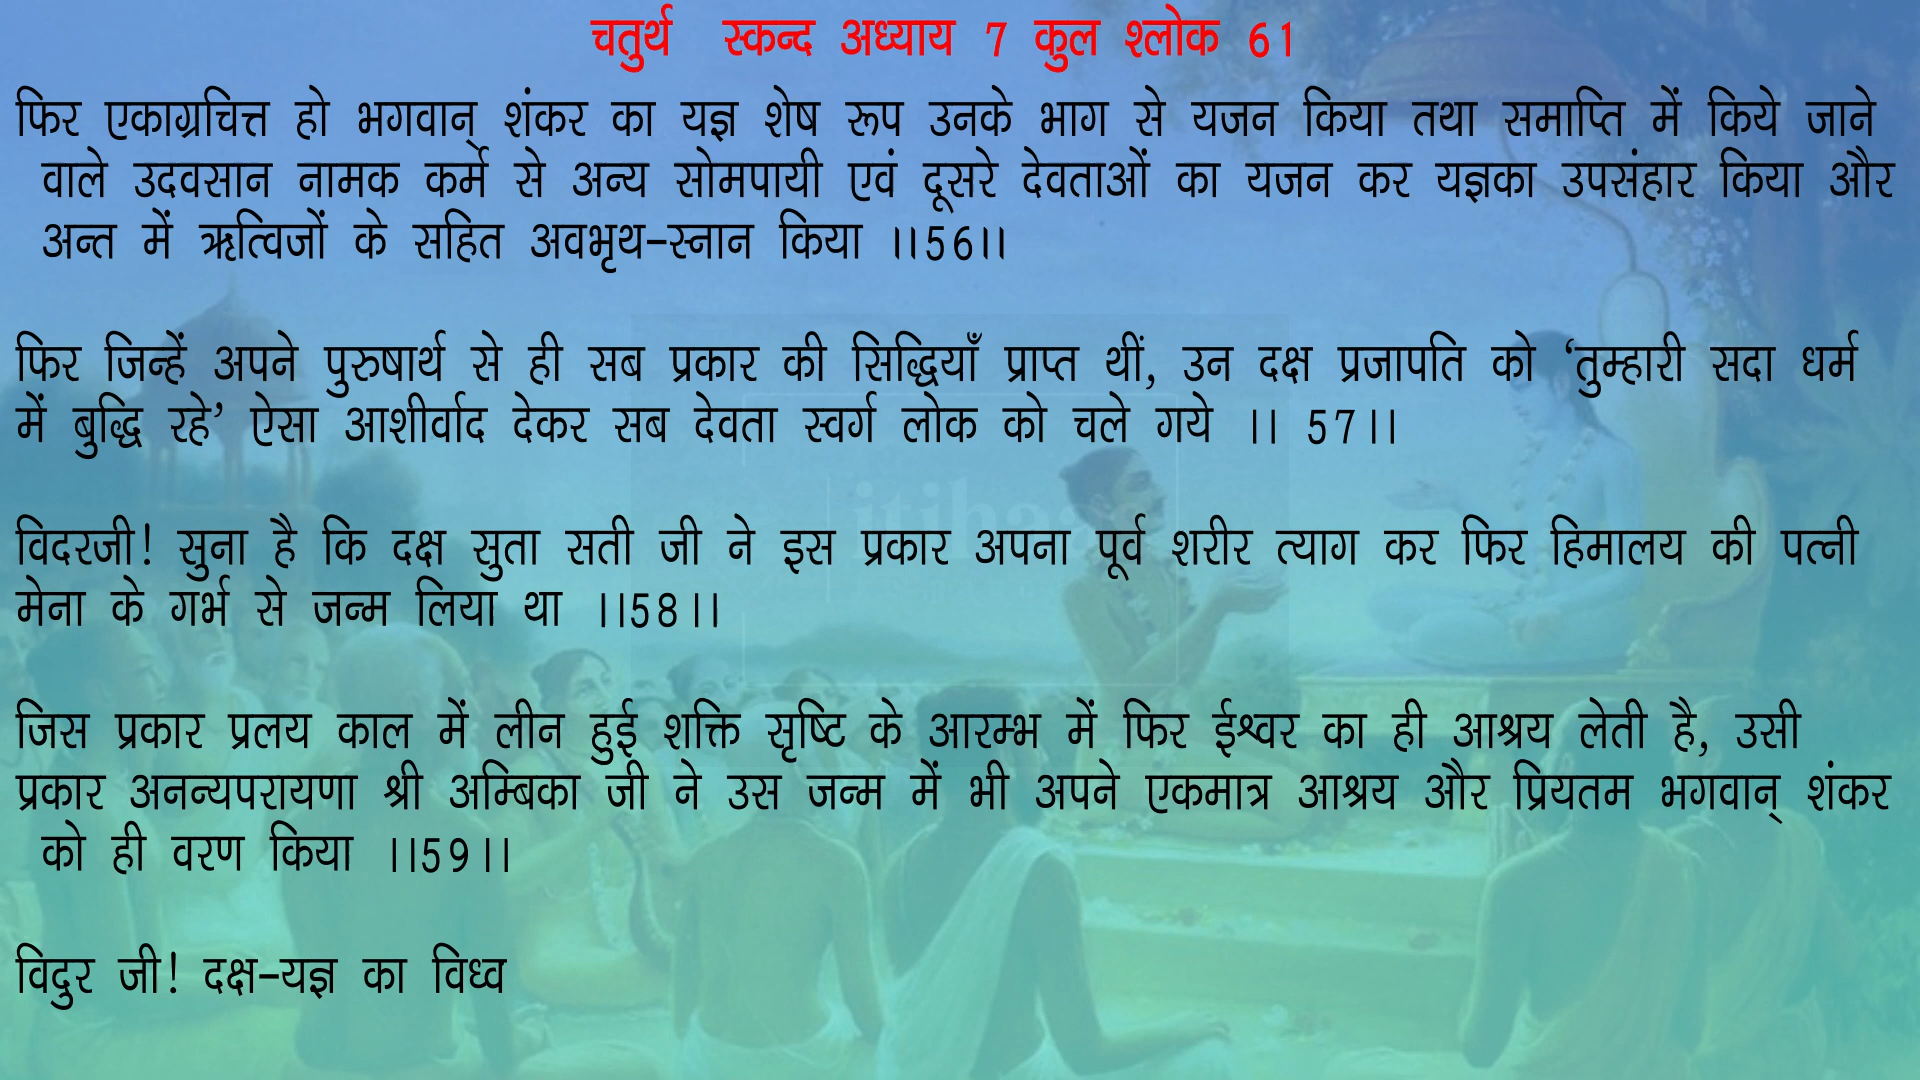 चतुर्थ स्कन्द अध्याय 7 कुल श्लोक 61
फिर एकाग्रचित्त हो भगवान् शंकर का यज्ञ शेष रूप उनके भाग से यजन किया तथा समाप्ति में किये जाने
वाले उदवसान नामक कर्मे से अन्य सोमपायी एवं दूसरे देवताओं का यजन कर यज्ञका उपसंहार किया और
अन्त में ऋत्विजों के सहित अवभृथ-स्नान किया ।।56।।
फिर जिन्हें अपने पुरुषार्थ से ही सब प्रकार की सिद्धियाँ प्राप्त थीं, उन दक्ष प्रजापति को ‘तुम्हारी सदा धर्म
में बुद्धि रहे’ ऐसा आशीर्वाद देकर सब देवता स्वर्ग लोक को चले गये ।। 57।।
विदरजी! सुना है कि दक्ष सुता सती जी ने इस प्रकार अपना पूर्व शरीर त्याग कर फिर हिमालय की पत्नी
मेना के गर्भ से जन्म लिया था ।।58।।
जिस प्रकार प्रलय काल में लीन हुई शक्ति सृष्टि के आरम्भ में फिर ईश्वर का ही आश्रय लेती है, उसी
प्रकार अनन्यपरायणा श्री अम्बिका जी ने उस जन्म में भी अपने एकमात्र आश्रय और प्रियतम भगवान् शंकर
को ही वरण किया ।।59।।
विदुर जी! दक्ष-यज्ञ का विध्व